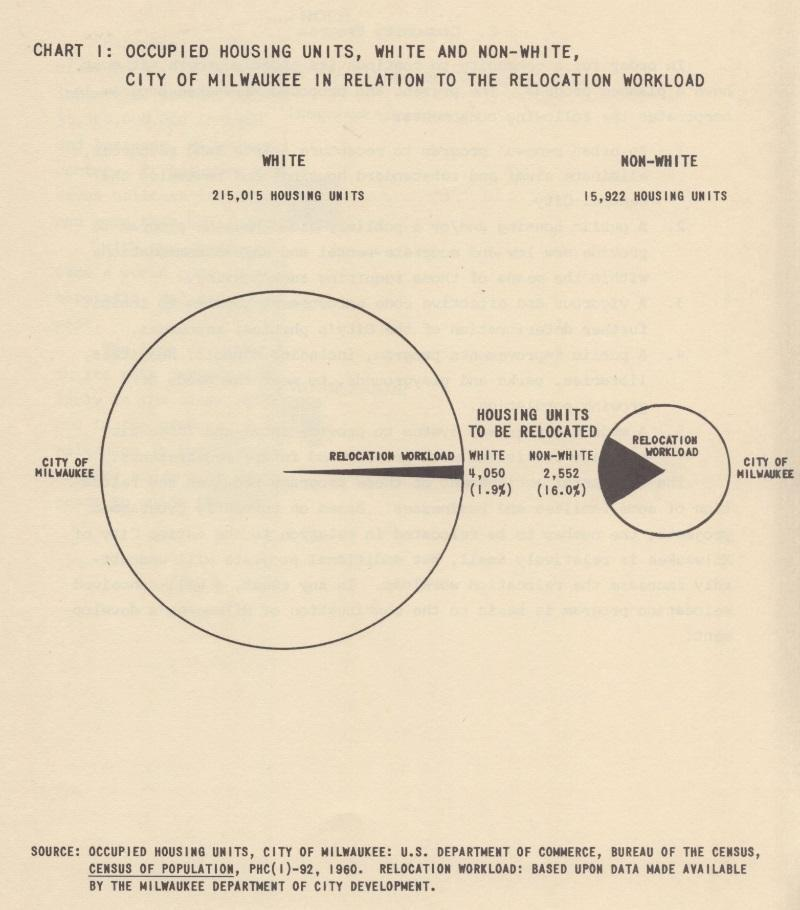 CHART 1: OCCUPIED HOUSING UNITS, WHITE AND NON-WHITE,
CITY OF MILWAUKEE IN RELATION TO THE RELOCATION WORKLOAD
WHITE
215,015 HOUSING UNITS
NON-WHITE
15,922 HOUSING UNITS
CITY OF
MILWAUKEE
RELOCATION WORKLOAD
HOUSING UNITS
TO BE RELOCATED
WHITE NON-WHITE
4,050 2,552
(1.9%) (16.0%)
RELOCATION
WORKLOAD
CITY OF
MILWAUKEE
SOURCE: OCCUPIED HOUSING UNITS, CITY OF MILWAUKEE: U.S. DEPARTMENT OF COMMERCE, BUREAU OF THE CENSUS,
CENSUS OF POPULATION, PHC(1)-92, 1960. RELOCATION WORKLOAD: BASED UPON DATA MADE AVAILABLE
BY THE MILWAUKEE DEPARTMENT OF CITY DEVELOPMENT.